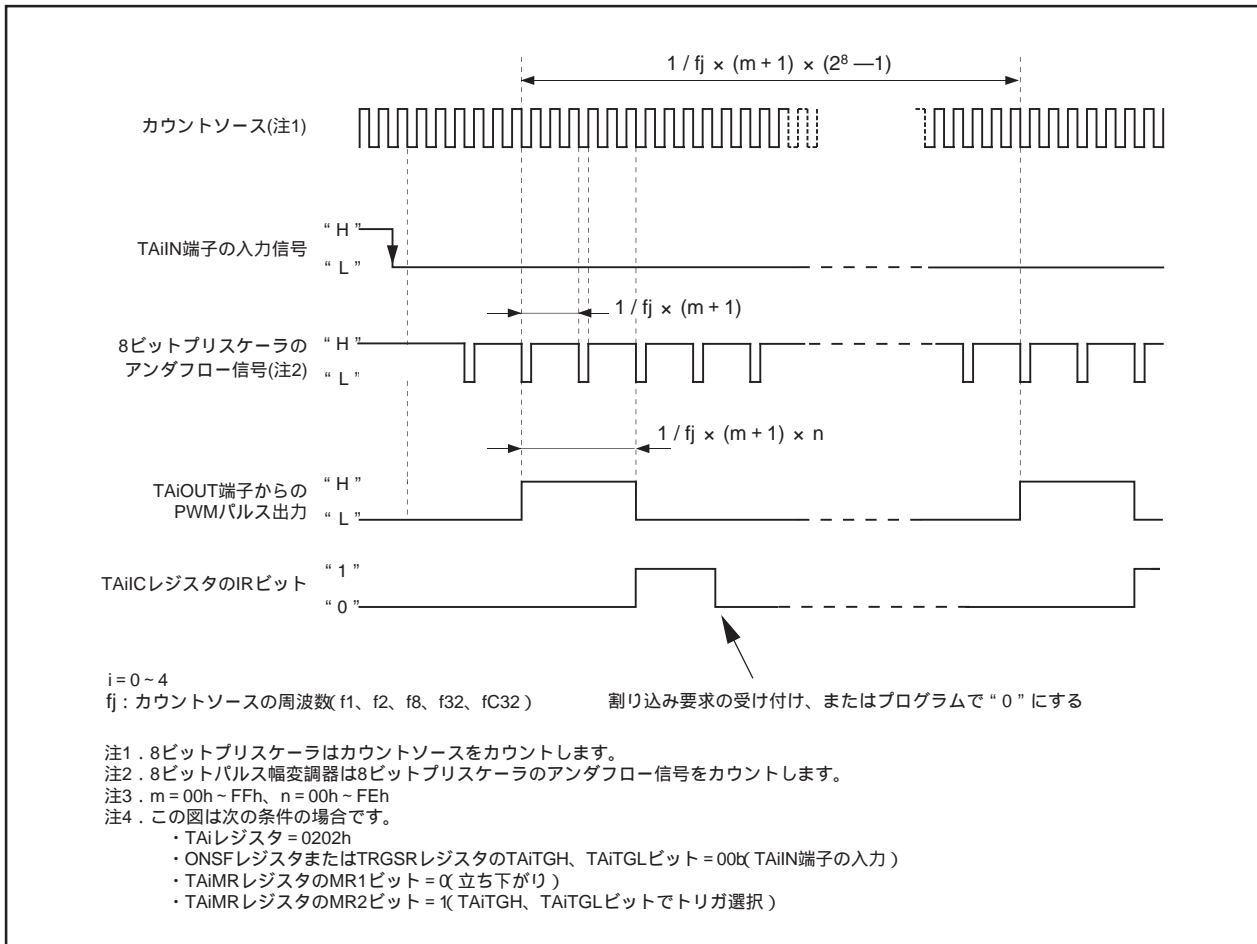 1 / fj × (m + 1) × (2⁸ ―1)
カウントソース(注1)
TAiIN端子の入力信号
“ H ”
“ L ”
1 / fj × (m + 1)
8ビットプリスケーラの
アンダフロー信号(注2)
“ H ”
“ L ”
1 / fj × (m + 1) × n
TAiOUT端子からの
PWMパルス出力
“ H ”
“ L ”
TAiICレジスタのIRビット
“ 1 ”
“ 0 ”
i = 0 ~ 4
fj : カウントソースの周波数( f1、f2、f8、f32、fC32 )
割り込み要求の受け付け、またはプログラムで “ 0 ” にする
注1 . 8ビットプリスケーラはカウントソースをカウントします。
注2 . 8ビットパルス幅変調器は8ビットプリスケーラのアンダフロー信号をカウントします。
注3 . m = 00h ~ FFh、n = 00h ~ FEh
注4 . この図は次の条件の場合です。
・TAiレジスタ = 0202h
・ONSFレジスタまたはTRGSRレジスタのTAiTGH、TAiTGLビット = 00b( TAiIN端子の入力 )
・TAiMRレジスタのMR1ビット = 0( 立ち下がり )
・TAiMRレジスタのMR2ビット = 1( TAiTGH、TAiTGLビットでトリガ選択 )